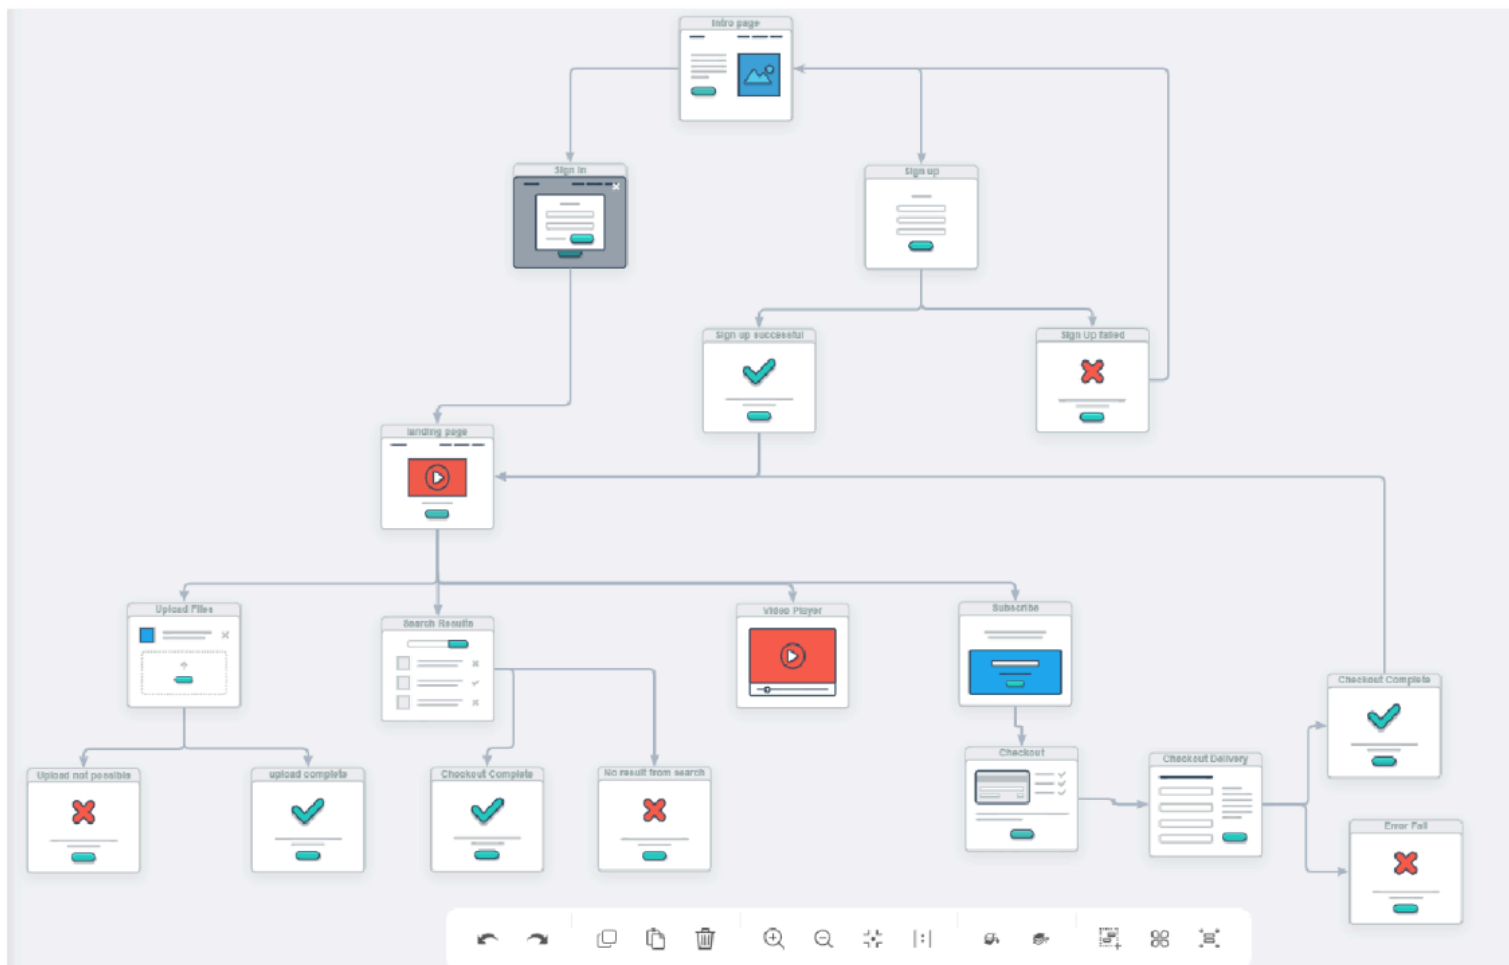 Intro page
Sign in
Sign up
Sign up successful
Sign Up failed
landing page
Upload Files
Search Results
Video Player
Subscribe
Checkout Complete
Checkout
Checkout Delivery
Upload not possible
upload complete
Checkout Complete
No result from search
Error Fail